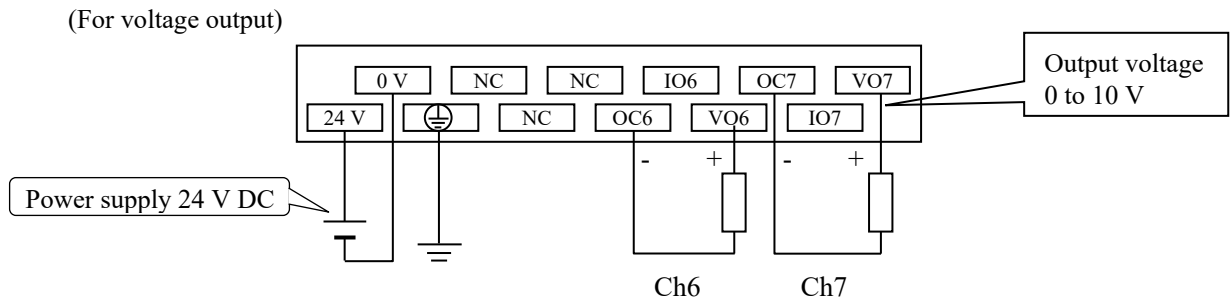 (For voltage output)
0 V NC NC IO6 OC7 VO7
24 V NC OC6 VO6 IO7
Output voltage
0 to 10 V
- + - +
Power supply 24 V DC
Ch6 Ch7